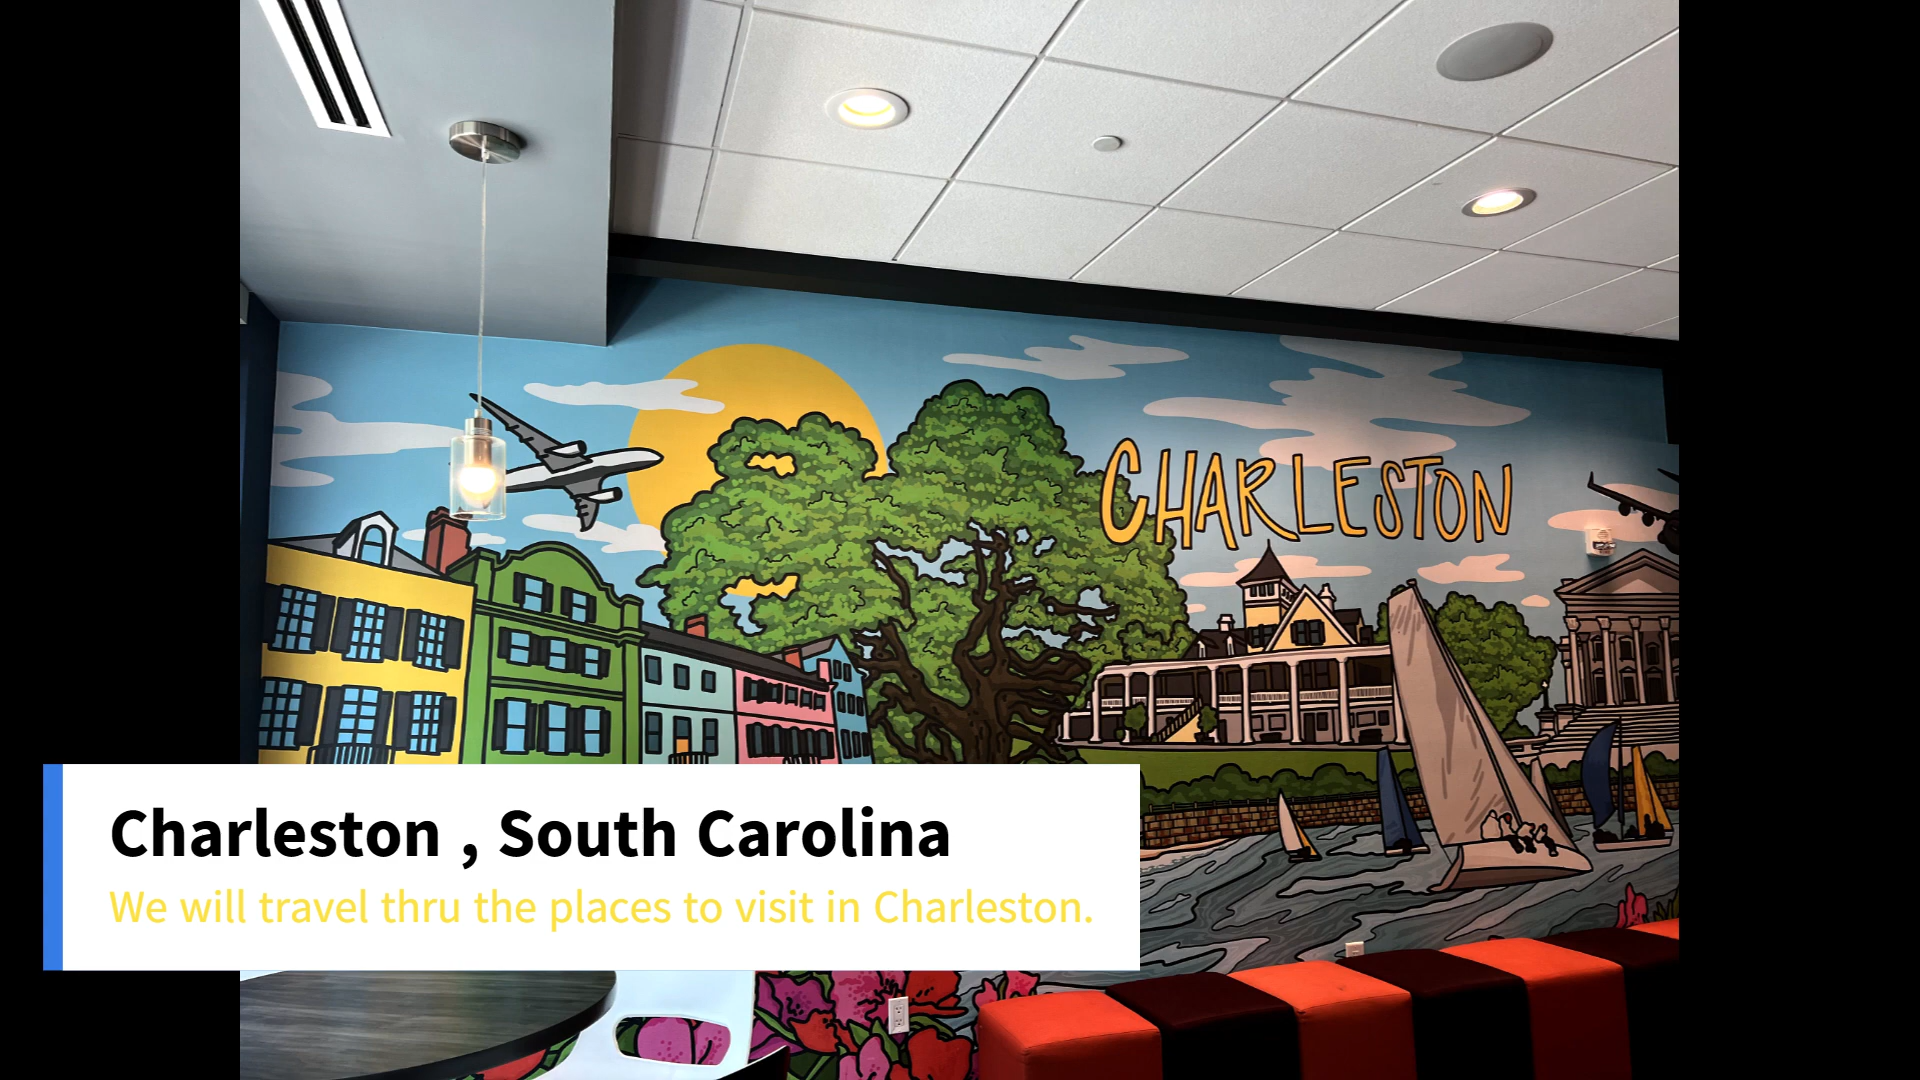 CHARLESTON
Charleston , South Carolina
We will travel thru the places to visit in Charleston.